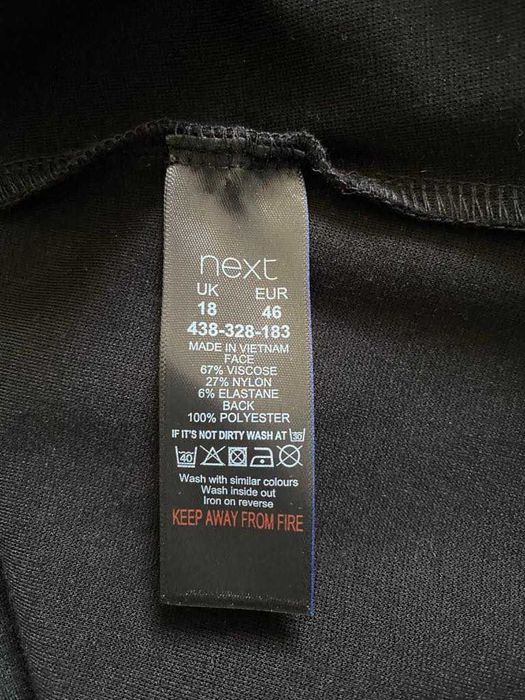 next
UK EUR
18 46
438-328-183
MADE IN VIETNAM
FACE
67% VISCOSE
27% NYLON
6% ELASTANE
BACK
100% POLYESTER
IF IT'S NOT DIRTY WASH AT 30
40
Wash with similar colours
Wash inside out
Iron on reverse
KEEP AWAY FROM FIRE